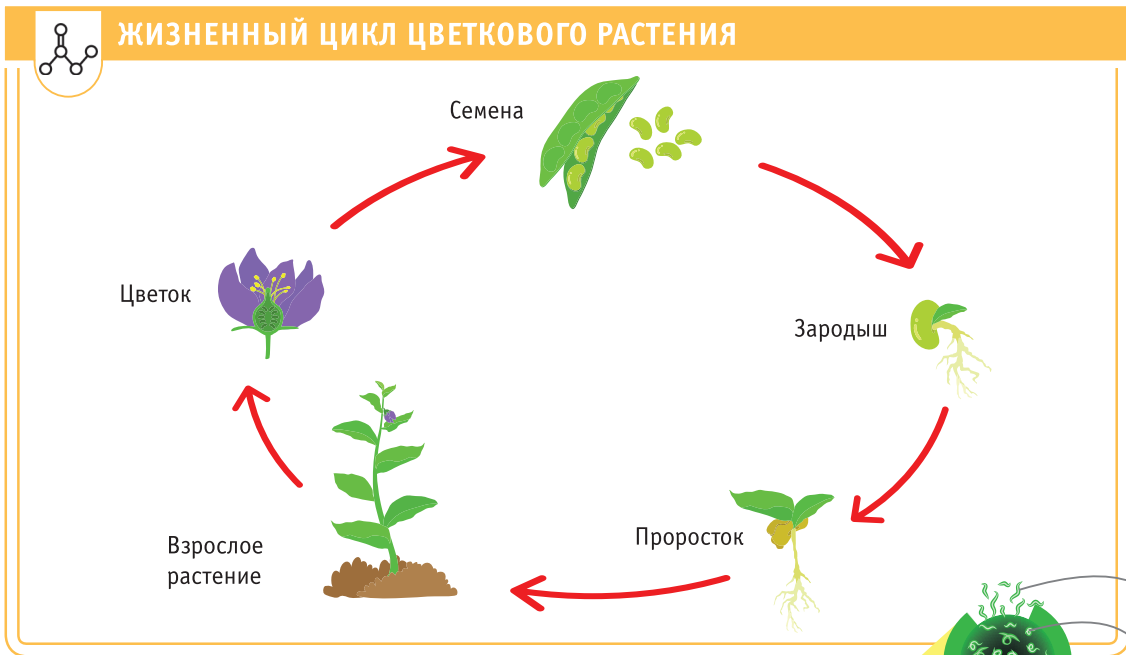 ЖИЗНЕННЫЙ ЦИКЛ ЦВЕТКОВОГО РАСТЕНИЯ
Семена
Цветок
Зародыш
Проросток
Взрослое
растение